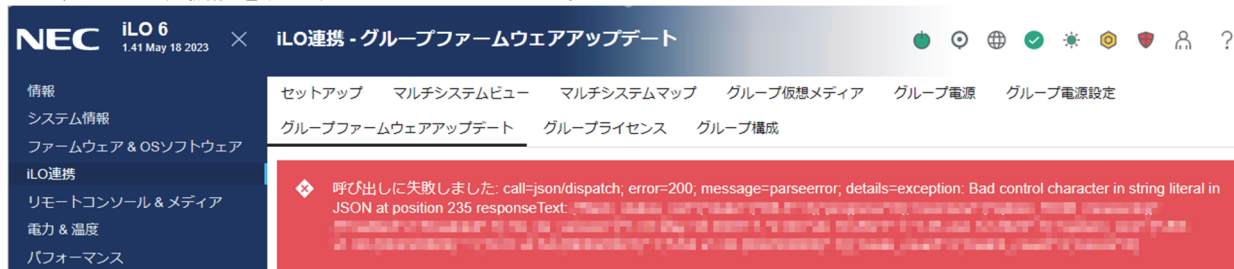 NEC iLO 6 1.41 May 18 2023
iLO連携 - グループファームウェアアップデート ?
情報
システム情報
ファームウェア & OSソフトウェア
iLO連携
リモートコンソール & メディア
電力 & 温度
パフォーマンス
セットアップ マルチシステムビュー マルチシステムマップ グループ仮想メディア グループ電源 グループ電源設定
グループファームウェアアップデート グループライセンス グループ構成
呼び出しに失敗しました: call=json/dispatch; error=200; message=parseerror; details=exception: Bad control character in string literal in
JSON at position 235 responseText: